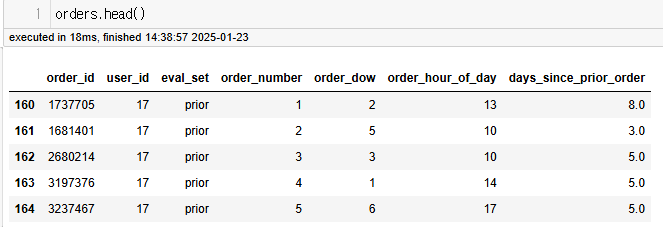 1 orders.head()
executed in 18ms, finished 14:38:57 2025-01-23
order_id user_id eval_set order_number order_dow order_hour_of_day days_since_prior_order
160 1737705 17 prior 1 2 13 8.0
161 1681401 17 prior 2 5 10 3.0
162 2680214 17 prior 3 3 10 5.0
163 3197376 17 prior 4 1 14 5.0
164 3237467 17 prior 5 6 17 5.0